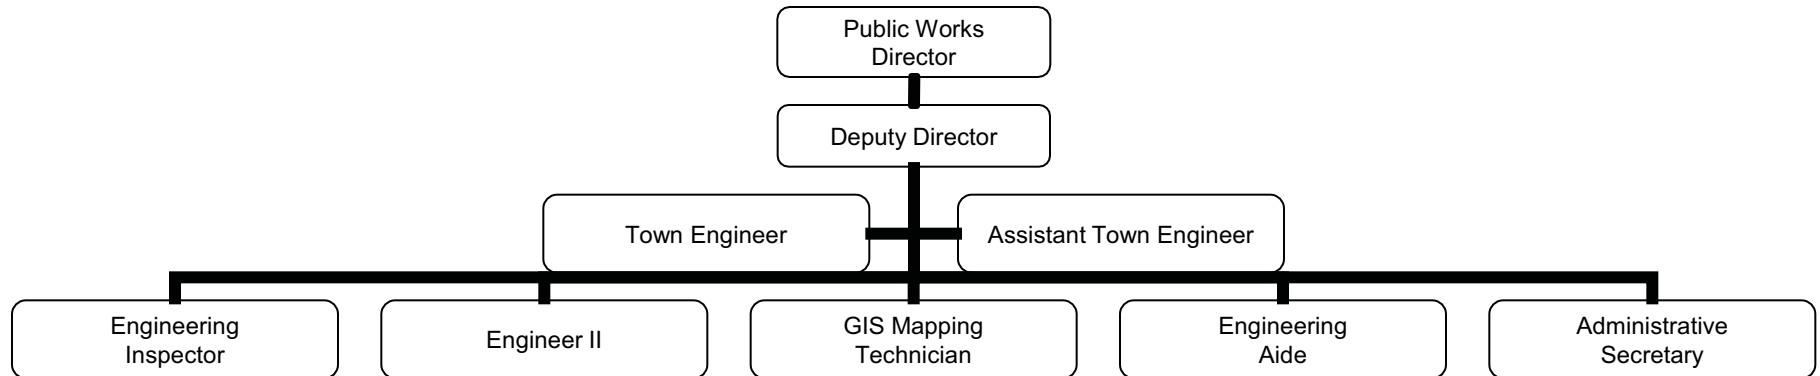 Public Works
Director
Deputy Director
Town Engineer
Assistant Town Engineer
Engineering
Inspector
Engineer II
GIS Mapping
Technician
Engineering
Aide
Administrative
Secretary